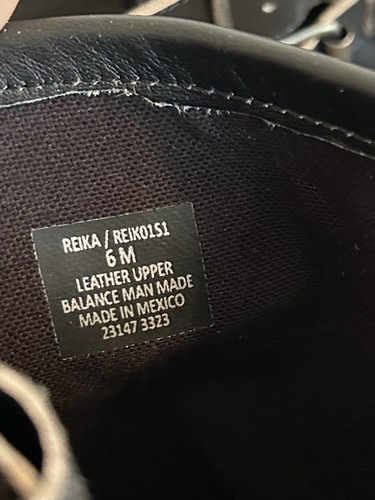 REIKA / REIK01S1
6 M
LEATHER UPPER
BALANCE MAN MADE
MADE IN MEXICO
23147 3323